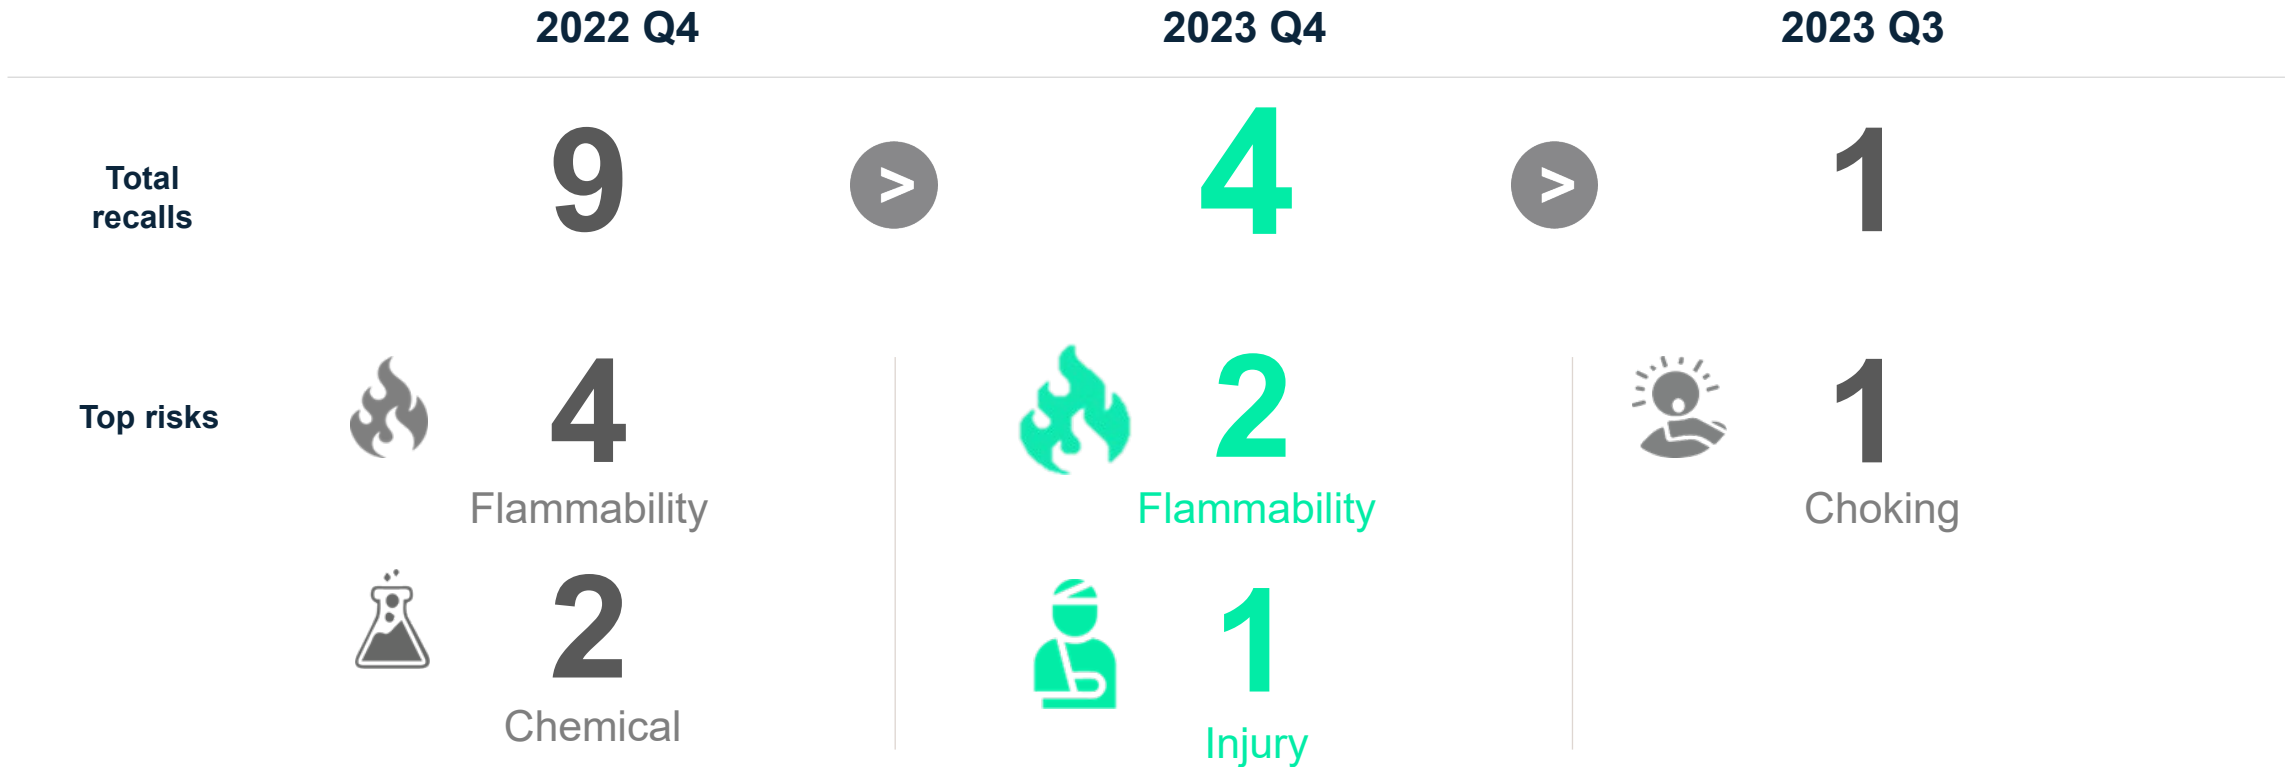 2022 Q4 2023 Q4 2023 Q3
Total
recalls
9 > 4 > 1
Top risks
4 2 1
Flammability Flammability Choking
2 1
Chemical Injury